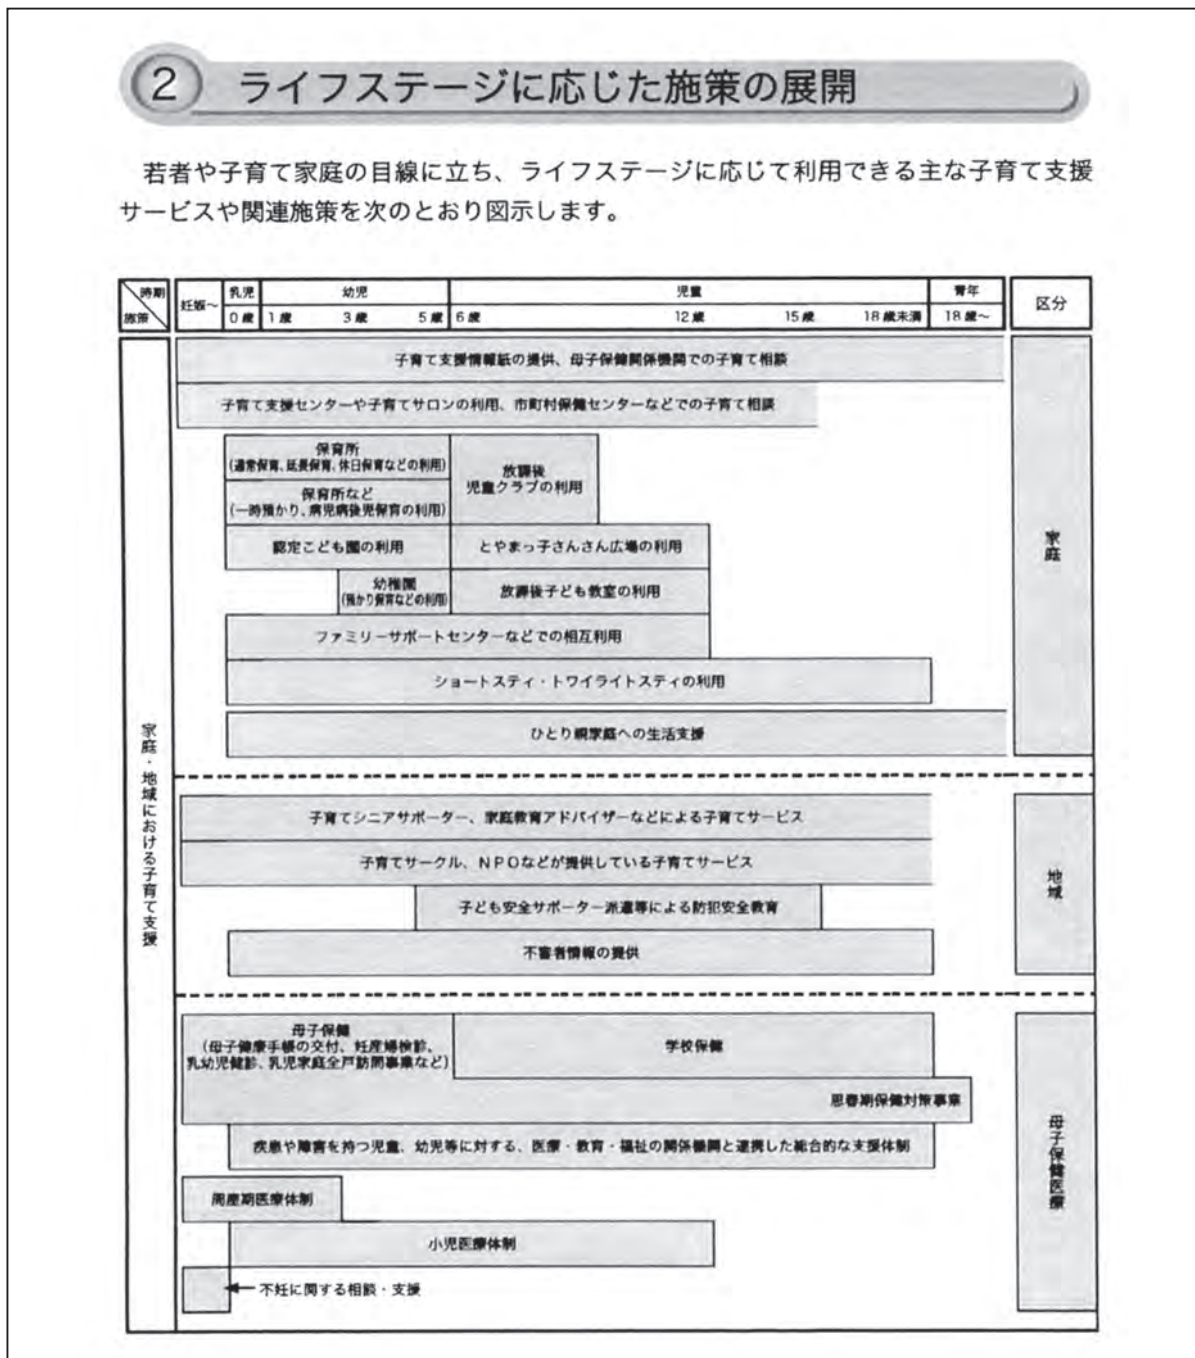 2 ライフステージに応じた施策の展開
若者や子育て家庭の目線に立ち、ライフステージに応じて利用できる主な子育て支援
サービスや関連施策を次のとおり図示します。
時期
施策
妊娠~
乳児
幼児
児童
青年
区分
0歳
1歳
3歳
5歳
6歳
12歳
15歳
18歳未満
18歳~
家庭・地域における子育て支援
子育て支援情報紙の提供、母子保健関係機関での子育て相談
子育て支援センターや子育てサロンの利用、市町村保健センターなどでの子育て相談
保育所
(通常保育、延長保育、休日保育などの利用)
保育所など
(一時預かり、病児病後児保育の利用)
放課後
児童クラブの利用
認定こども園の利用
とやまっ子さんさん広場の利用
幼稚園
(預かり保育などの利用)
放課後子ども教室の利用
ファミリーサポートセンターなどでの相互利用
ショートスティ・トワイライトスティの利用
ひとり親家庭への生活支援
家庭
子育てシニアサポーター、家庭教育アドバイザーなどによる子育てサービス
子育てサークル、NPOなどが提供している子育てサービス
子ども安全サポーター派遣等による防犯安全教育
不審者情報の提供
地域
母子保健
(母子健康手帳の交付、妊産婦検診、
乳幼児健診、乳児家庭全戸訪問事業など)
学校保健
思春期保健対策事業
疾患や障害を持つ児童、幼児等に対する、医療・教育・福祉の関係機関と連携した総合的な支援体制
周産期医療体制
小児医療体制
不妊に関する相談・支援
母子保健医療